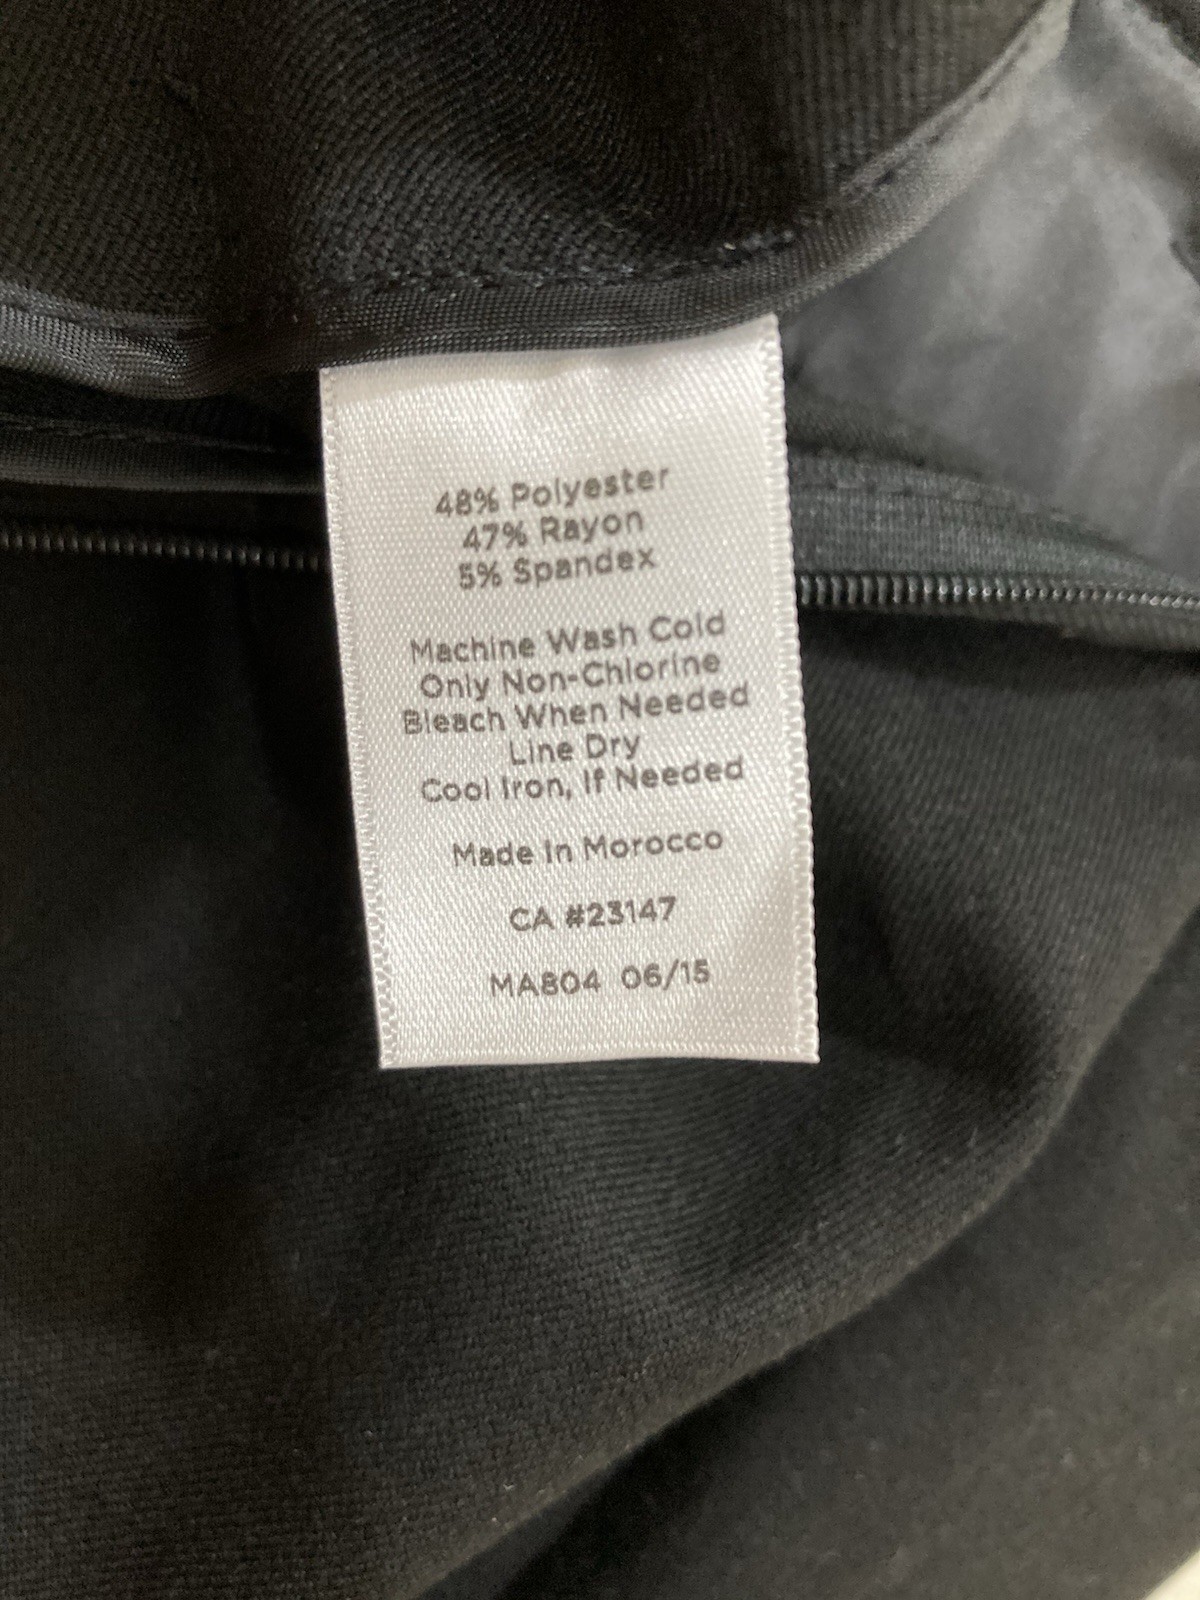 48% Polyester
47% Rayon
5% Spandex
Machine Wash Cold
Only Non-Chlorine
Bleach When Needed
Line Dry
Cool Iron, If Needed
Made In Morocco
CA #23147
MA804 06/15